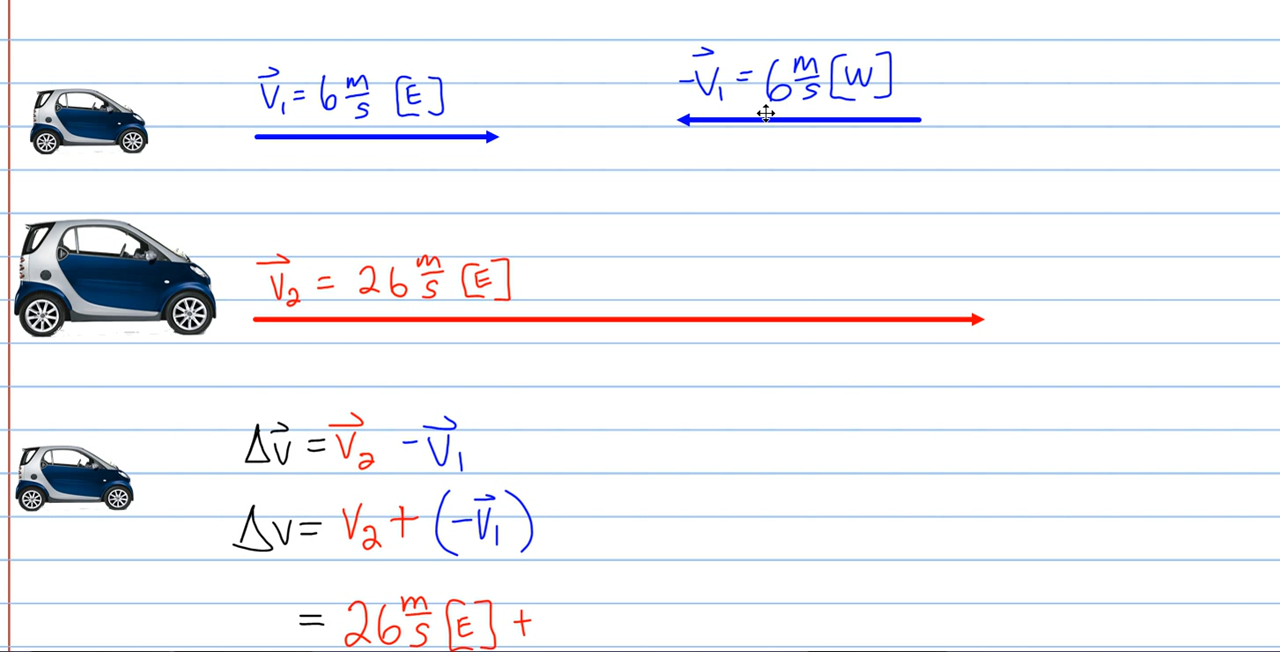 v⃗₁ = 6 m/s [E]
-v⃗₁ = 6 m/s [W]
v⃗₂ = 26 m/s [E]
Δv⃗ = v⃗₂ - v⃗₁
Δv = v₂ + (-v⃗₁)
= 26 m/s [E] +